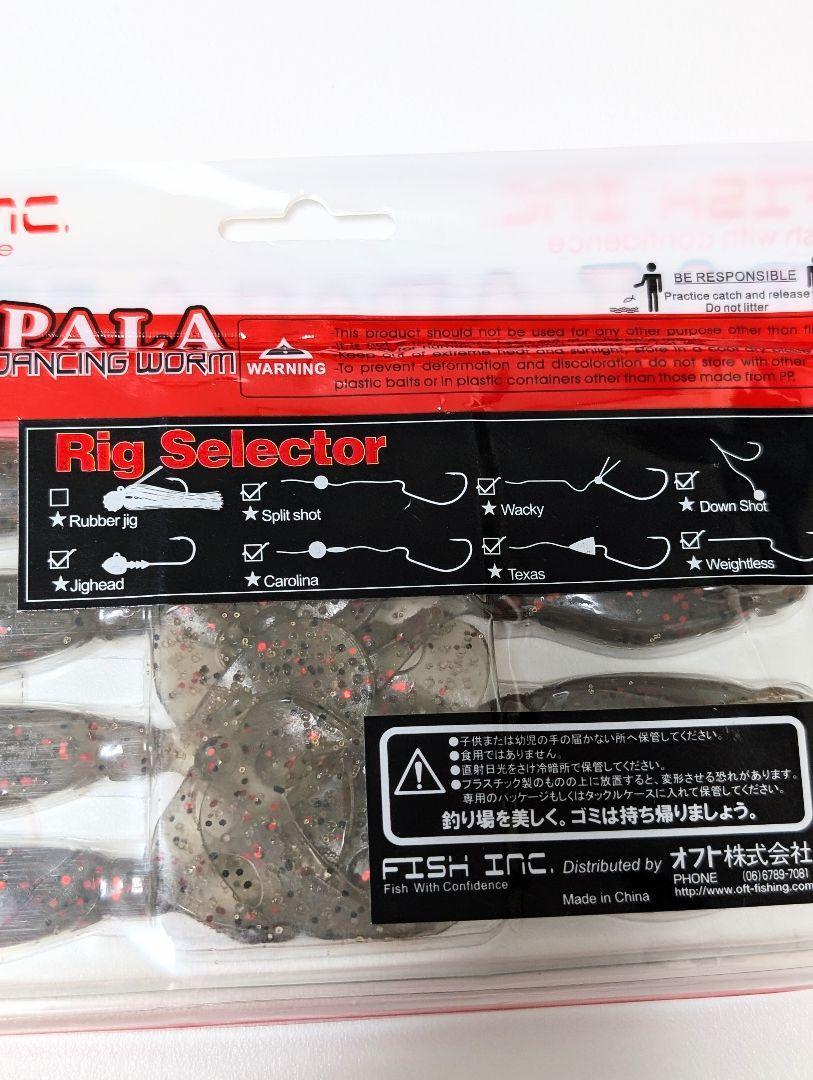 nc.
FISH INC
sh with confidence
BE RESPONSIBLE
Practice catch and release
Do not litter
PALA
DANCING WORM
WARNING
-This product should not be used for any other purpose other than
-Keep out of extreme heat and sunlight, store in a cool
-To prevent deformation and discoloration do not store with other
plastic baits or in plastic containers other than those made from PP.
Rig Selector
★Rubber jig
★Split shot
★Wacky
★Down Shot
★Jighead
★Carolina
★Texas
★Weightless
●子供または幼児の手の届かない所へ保管してください。
●食用ではありません。
●直射日光をさけ冷暗所で保管してください。
●プラスチック製のものの上に放置すると、変形させる恐れがあります。
専用のパッケージもしくはタックルケースに入れて保管してください。
釣り場を美しく。ゴミは持ち帰りましょう。
FISH INC. Distributed by オフト株式会社
Fish With Confidence
PHONE (06)6789-7081
Made in China
http://www.oft-fishing.com